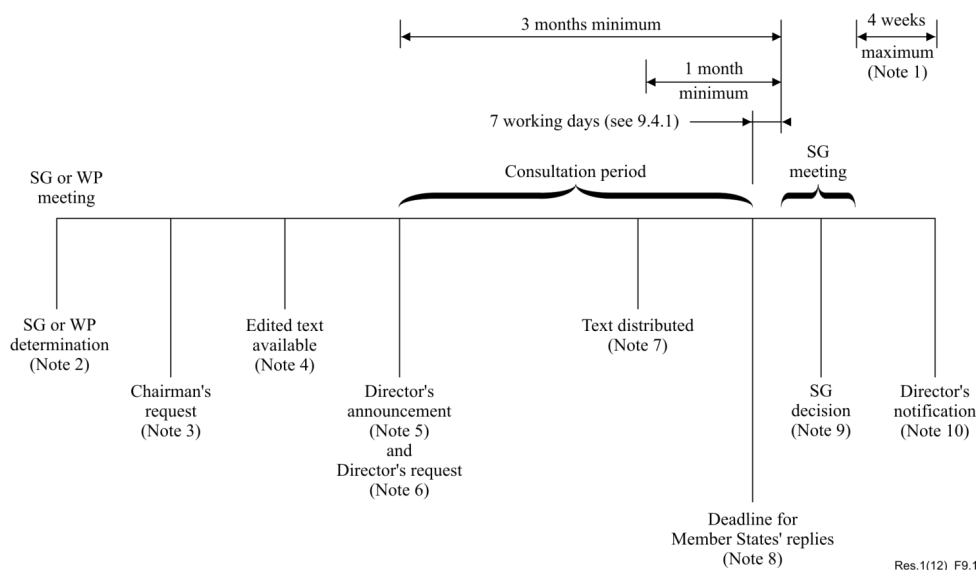 3 months minimum
4 weeks
maximum
(Note 1)
1 month
minimum
7 working days (see 9.4.1)
SG or WP
meeting
Consultation period
SG
meeting
SG or WP
determination
(Note 2)
Chairman's
request
(Note 3)
Edited text
available
(Note 4)
Director's
announcement
(Note 5)
and
Director's request
(Note 6)
Text distributed
(Note 7)
Deadline for
Member States' replies
(Note 8)
SG
decision
(Note 9)
Director's
notification
(Note 10)
Res.1(12)_F9.1